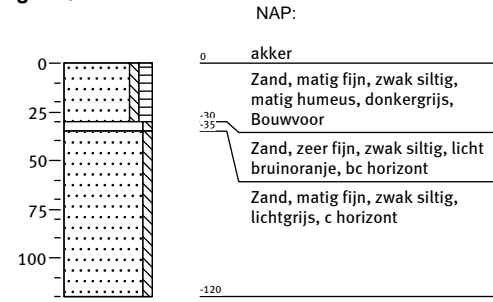 NAP:
0
25
50
75
100
0
akker
Zand, matig fijn, zwak siltig,
matig humeus, donkergrijs,
Bouwvoor
-30
-35
Zand, zeer fijn, zwak siltig, licht
bruinoranje, bc horizont
Zand, matig fijn, zwak siltig,
lichtgrijs, c horizont
-120